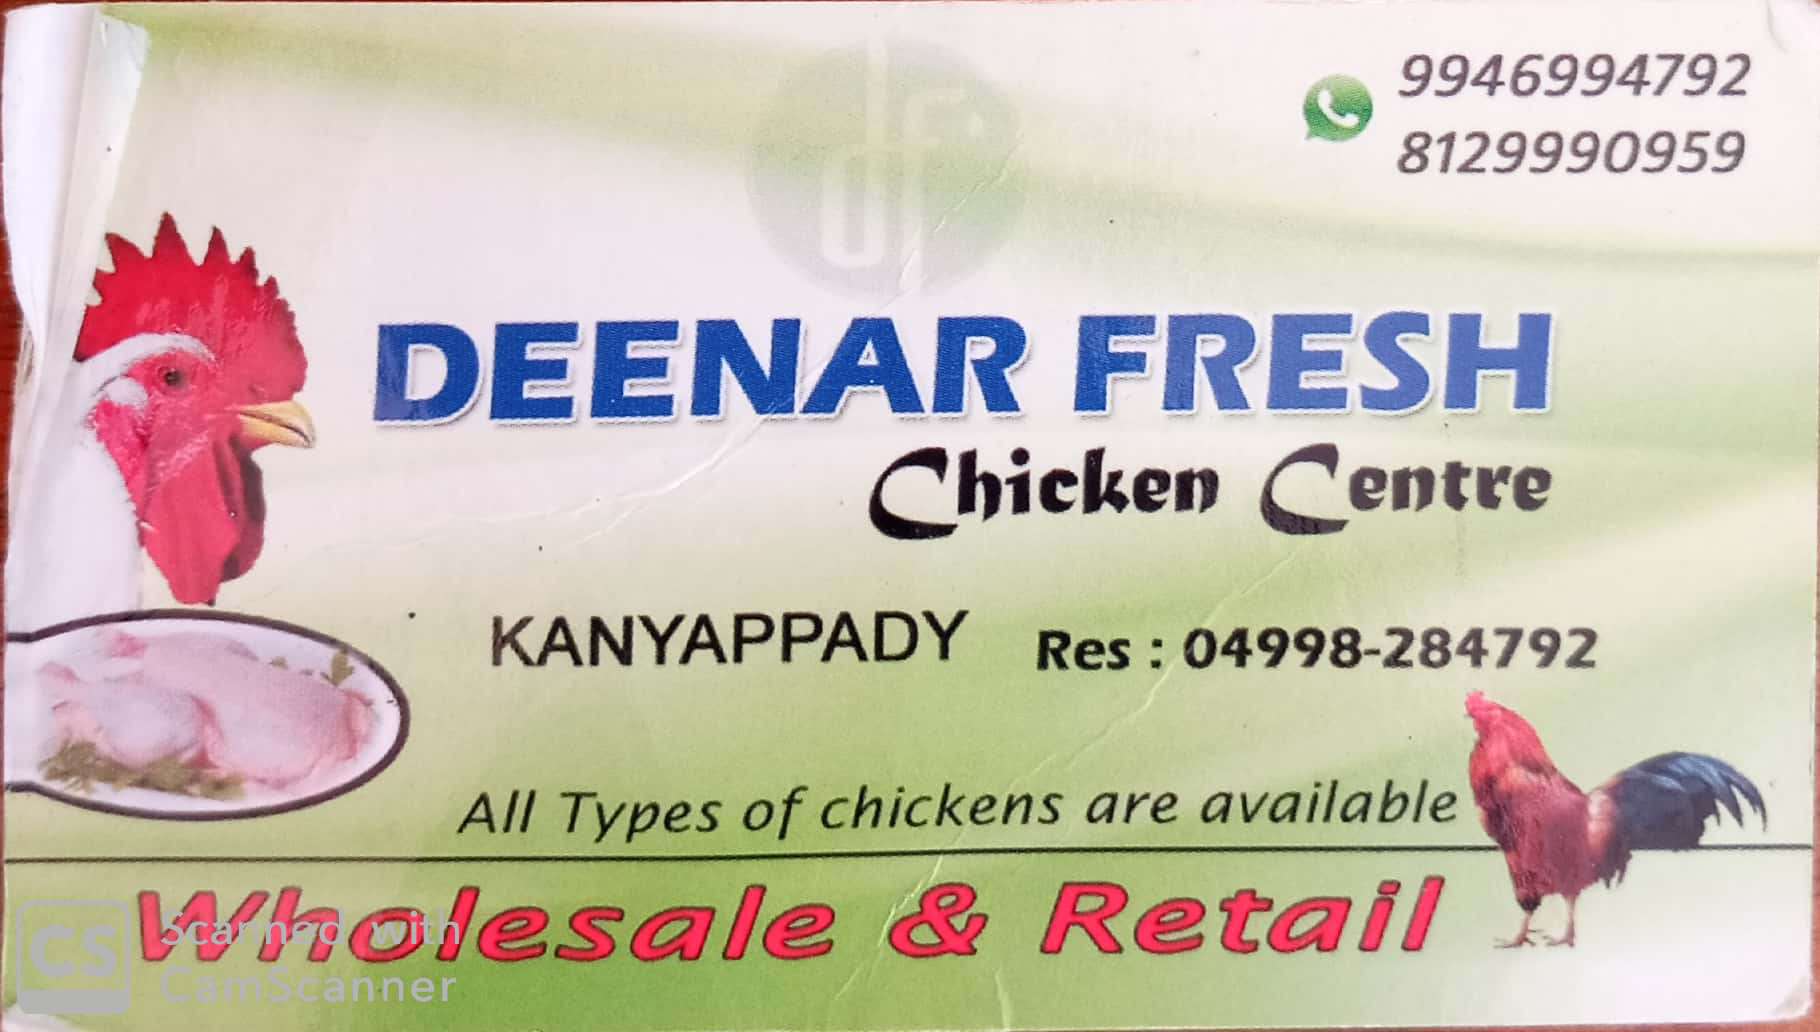 9946994792
8129990959
df
DEENAR FRESH
Chicken Centre
KANYAPPADY Res : 04998-284792
All Types of chickens are available
Wholesale & Retail
CS Scanned with
CamScanner